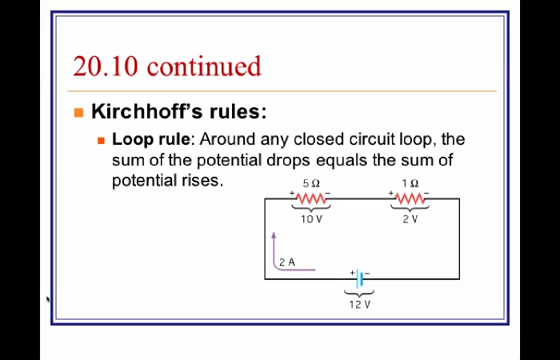 20.10 continued
Kirchhoff's rules:
Loop rule: Around any closed circuit loop, the
sum of the potential drops equals the sum of
potential rises.
5 Ω 1 Ω
+ − + −
10 V 2 V
2 A
+ −
12 V